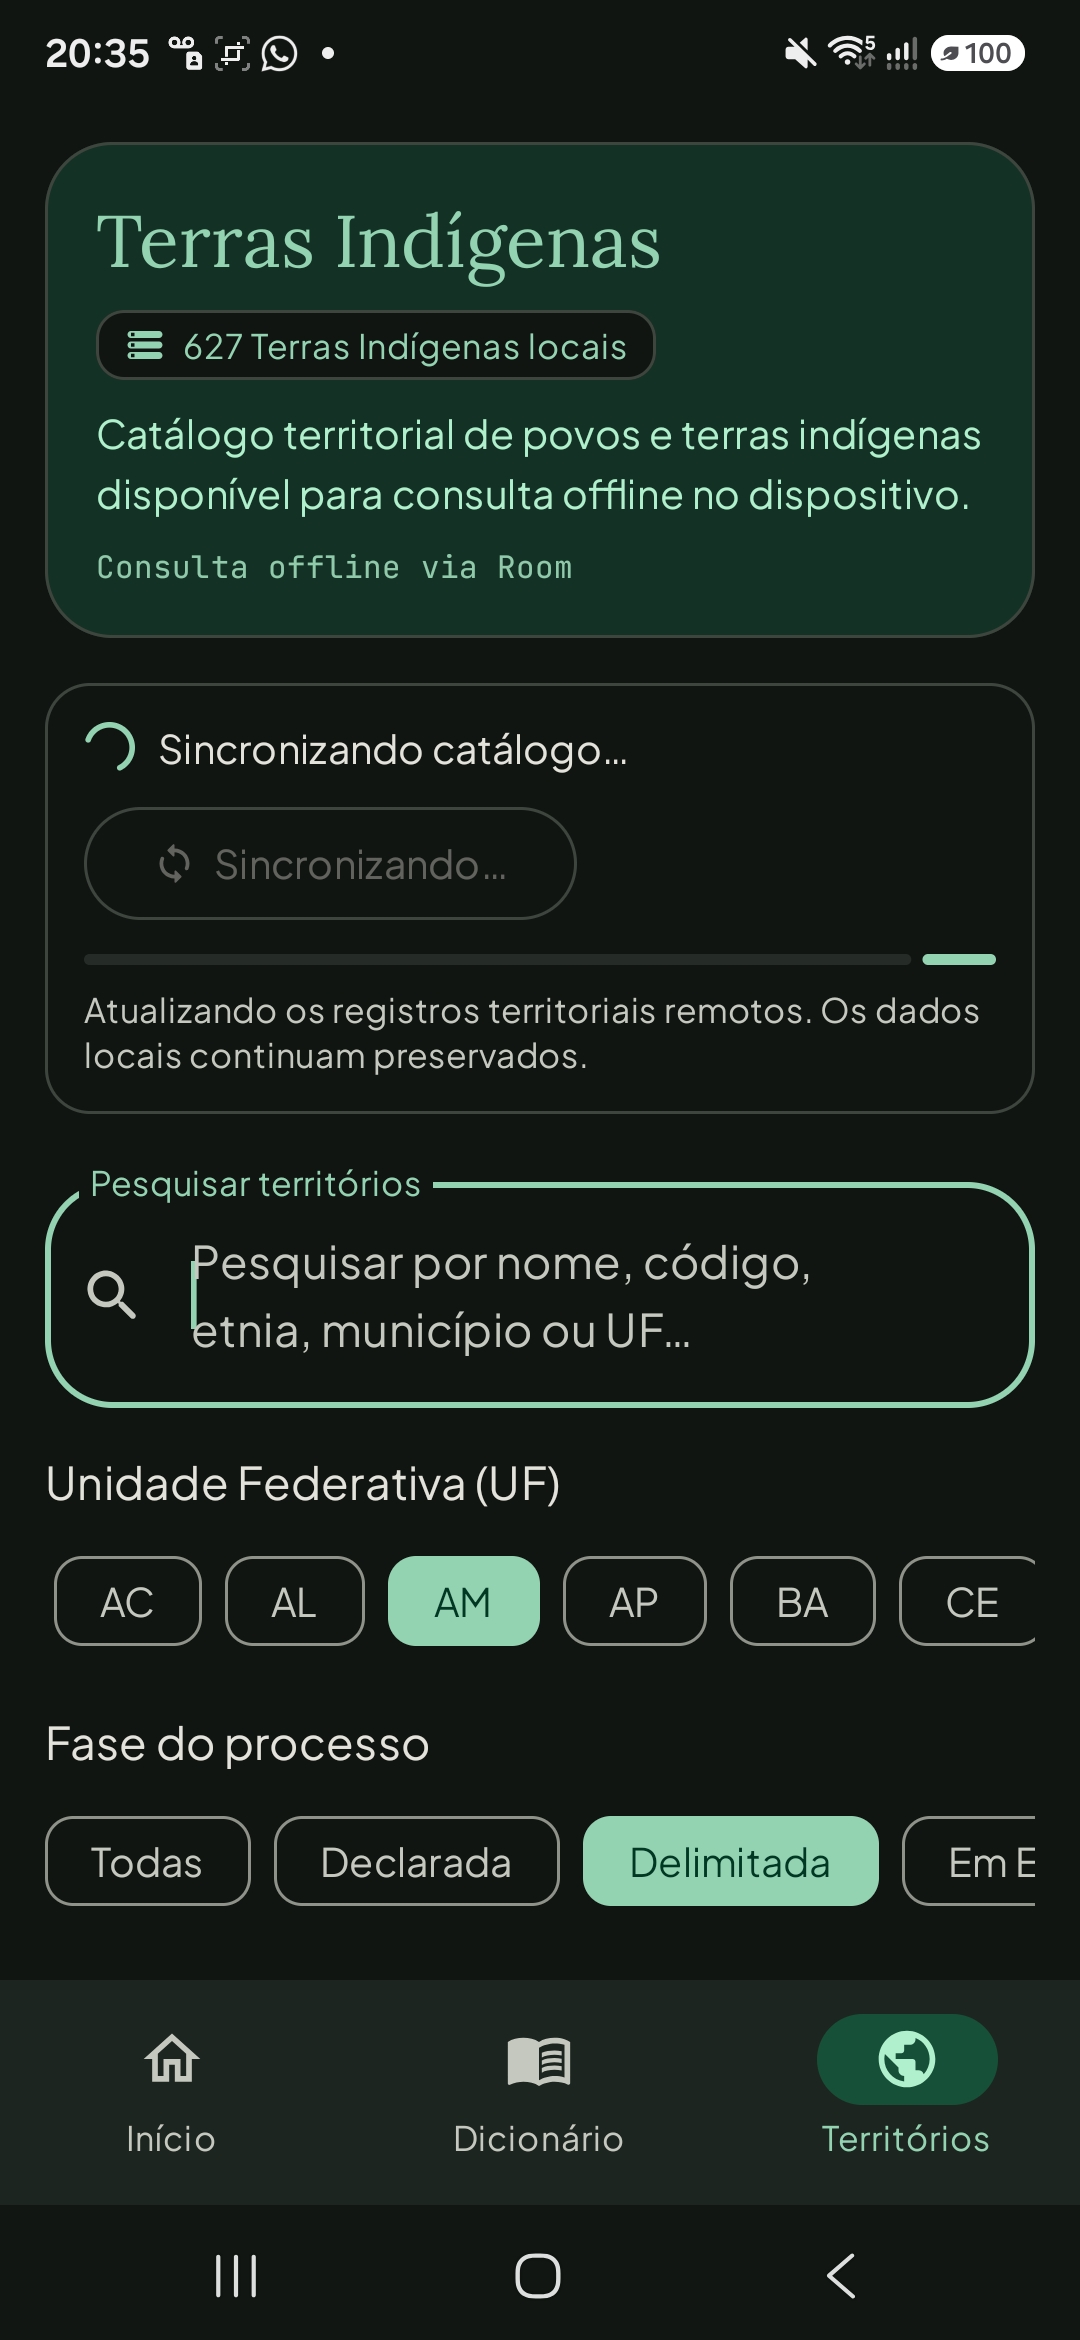 20:35
5
100
Terras Indígenas
627 Terras Indígenas locais
Catálogo territorial de povos e terras indígenas
disponível para consulta offline no dispositivo.
Consulta offline via Room
Sincronizando catálogo...
Sincronizando...
Atualizando os registros territoriais remotos. Os dados
locais continuam preservados.
Pesquisar territórios
Pesquisar por nome, código,
etnia, município ou UF...
Unidade Federativa (UF)
AC AL AM AP BA CE
Fase do processo
Todas Declarada Delimitada Em E
Início Dicionário Territórios